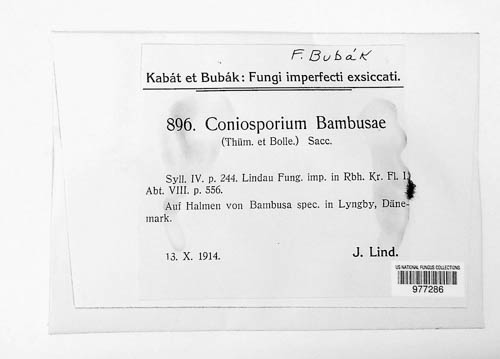 F. Bubák
Kabát et Bubák: Fungi imperfecti exsiccati.
896. Coniosporium Bambusae
(Thüm. et Bolle.) Sacc.
Syll. IV. p. 244. Lindau Fung. imp. in Rbh. Kr. Fl. I.
Abt. VIII. p. 556.
Auf Halmen von Bambusa spec. in Lyngby, Däne-
mark.
13. X. 1914. J. Lind.
US NATIONAL FUNGUS COLLECTIONS
977286